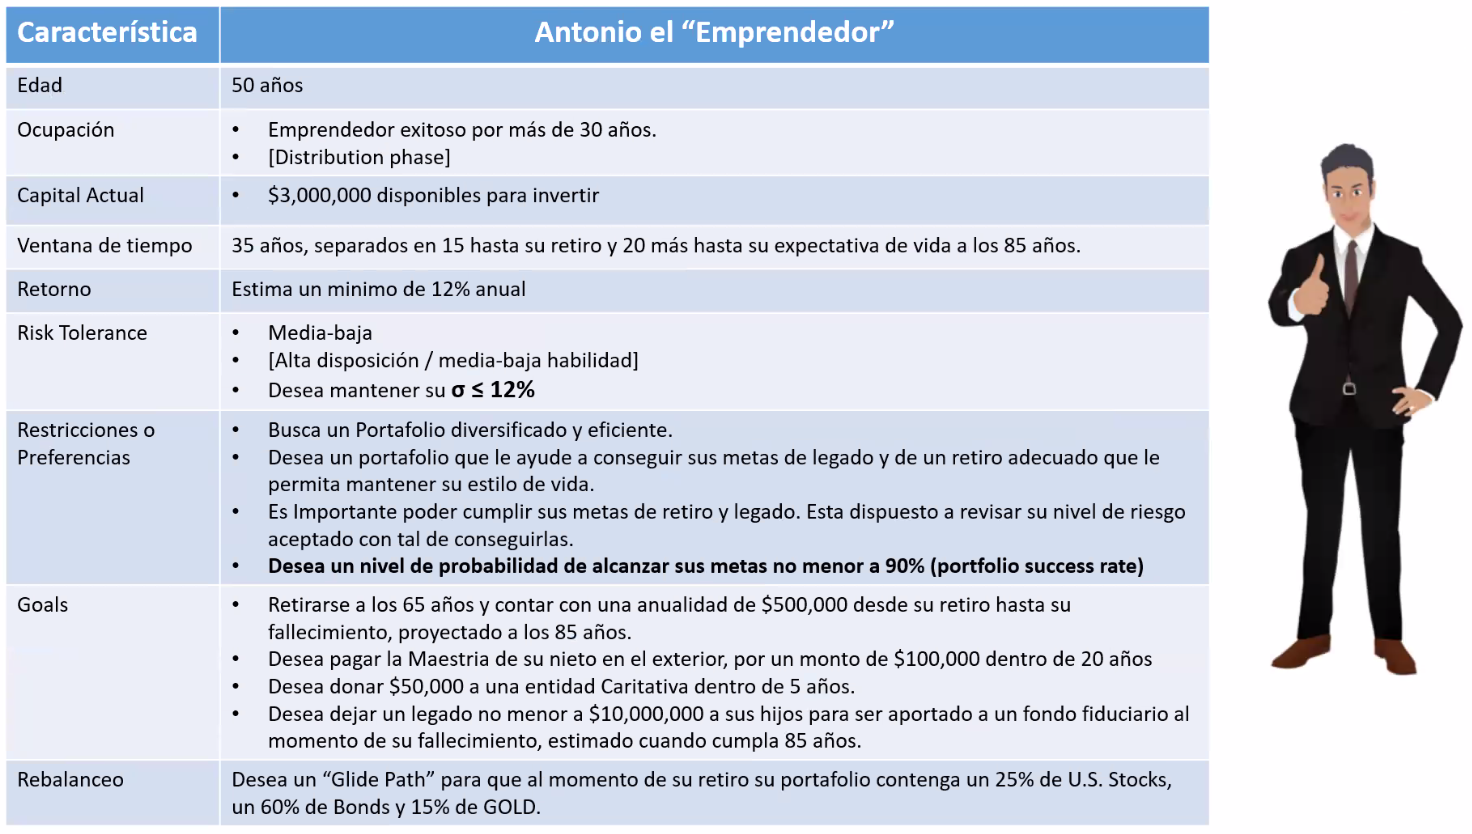 Característica
Antonio el “Emprendedor”
Edad
50 años
Ocupación
• Emprendedor exitoso por más de 30 años.
• [Distribution phase]
Capital Actual
• $3,000,000 disponibles para invertir
Ventana de tiempo
35 años, separados en 15 hasta su retiro y 20 más hasta su expectativa de vida a los 85 años.
Retorno
Estima un minimo de 12% anual
Risk Tolerance
• Media-baja
• [Alta disposición / media-baja habilidad]
• Desea mantener su σ ≤ 12%
Restricciones o
Preferencias
• Busca un Portafolio diversificado y eficiente.
• Desea un portafolio que le ayude a conseguir sus metas de legado y de un retiro adecuado que le
permita mantener su estilo de vida.
• Es Importante poder cumplir sus metas de retiro y legado. Esta dispuesto a revisar su nivel de riesgo
aceptado con tal de conseguirlas.
• Desea un nivel de probabilidad de alcanzar sus metas no menor a 90% (portfolio success rate)
Goals
• Retirarse a los 65 años y contar con una anualidad de $500,000 desde su retiro hasta su
fallecimiento, proyectado a los 85 años.
• Desea pagar la Maestria de su nieto en el exterior, por un monto de $100,000 dentro de 20 años
• Desea donar $50,000 a una entidad Caritativa dentro de 5 años.
• Desea dejar un legado no menor a $10,000,000 a sus hijos para ser aportado a un fondo fiduciario al
momento de su fallecimiento, estimado cuando cumpla 85 años.
Rebalanceo
Desea un “Glide Path” para que al momento de su retiro su portafolio contenga un 25% de U.S. Stocks,
un 60% de Bonds y 15% de GOLD.